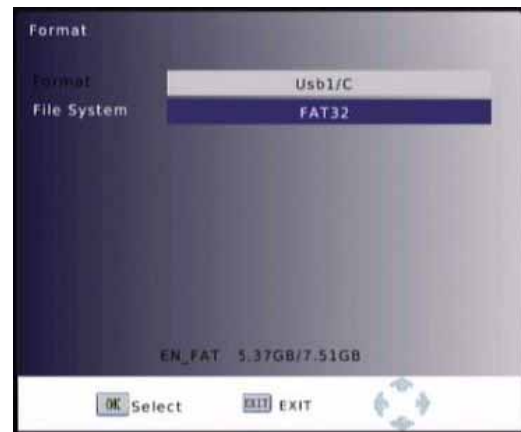 Format
Format Usb1/C
File System FAT32
EN_FAT 5.37GB/7.51GB
OK Select EXIT EXIT